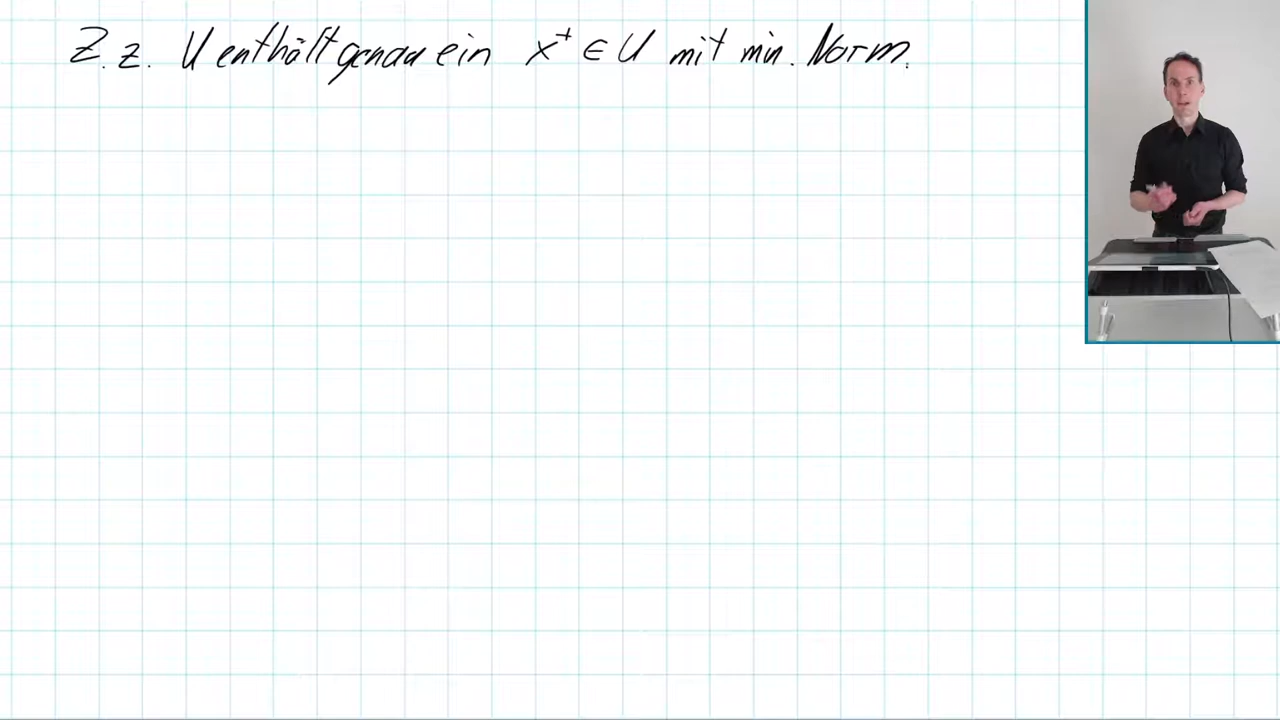 Z.z. U enthält genau ein x⁺ ∈ U mit min. Norm.